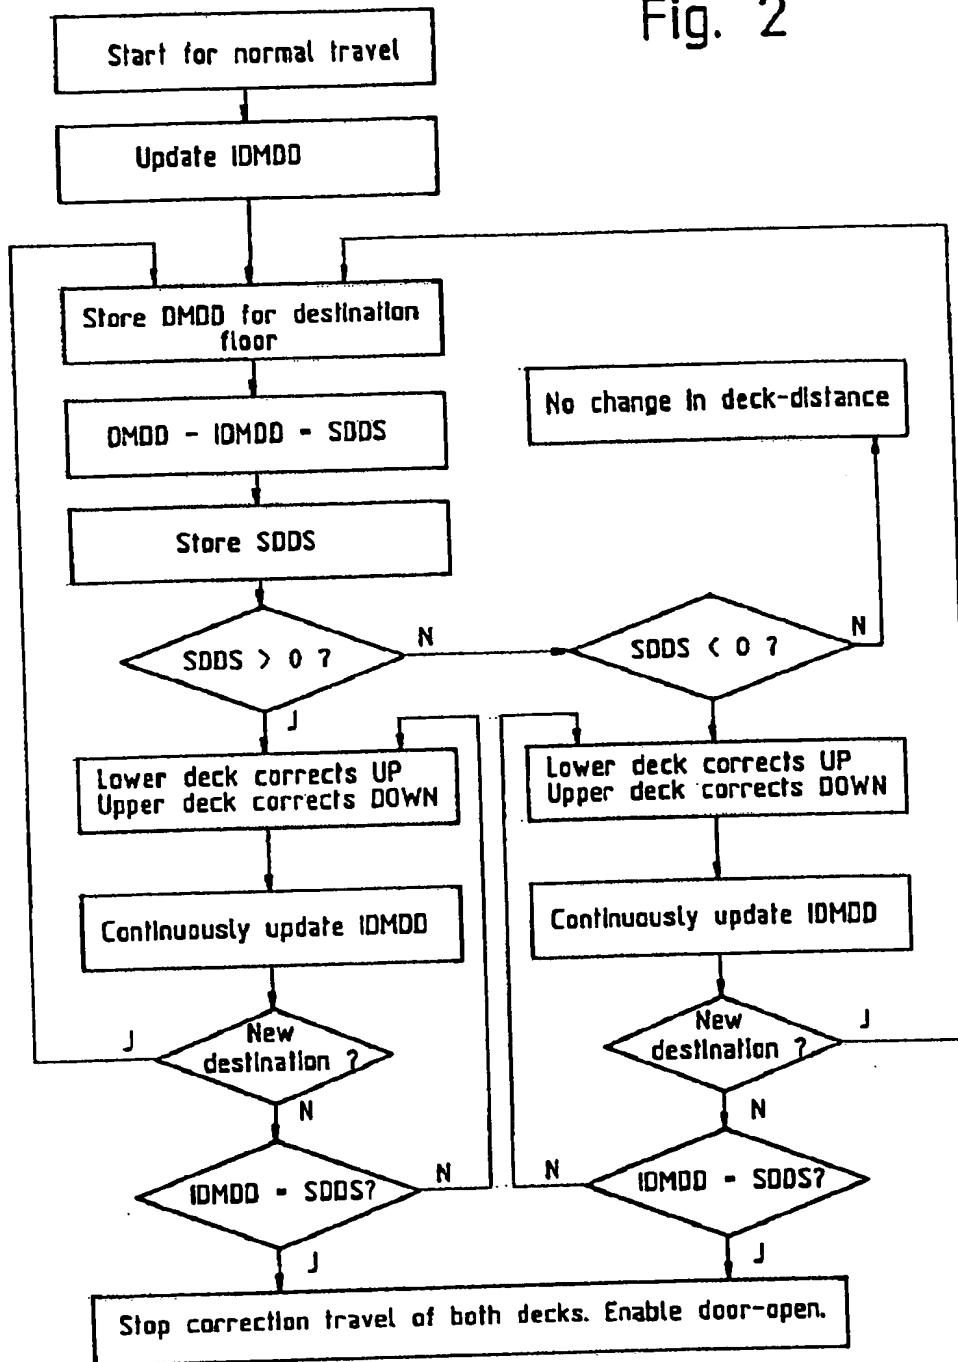 Fig. 2
Start for normal travel
Update IDMDD
Store DMDD for destination
floor
DMDD - IDMDD = SDDS
No change in deck-distance
Store SDDS
SDDS > 0 ?
N
SDDS < 0 ?
N
J
Lower deck corrects UP
Upper deck corrects DOWN
Lower deck corrects UP
Upper deck corrects DOWN
Continuously update IDMDD
Continuously update IDMDD
New
destination ?
J
New
destination ?
J
N
N
IDMDD = SDDS?
N
N
IDMDD = SDDS?
J
J
Stop correction travel of both decks. Enable door-open.